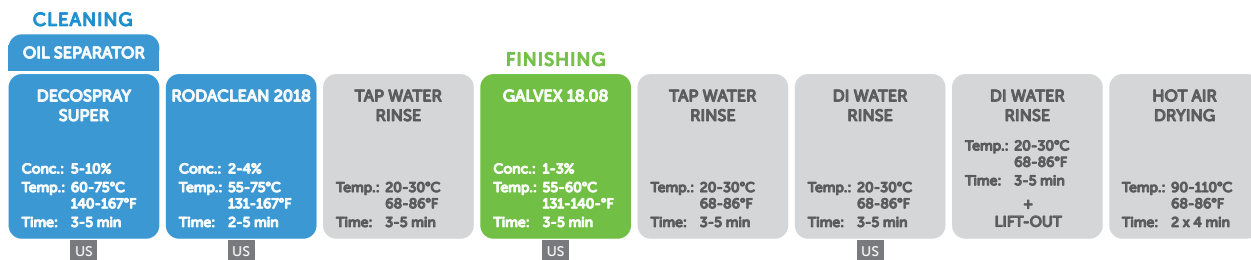 CLEANING
OIL SEPARATOR
DECOSPRAY
SUPER
Conc.: 5-10%
Temp.: 60-75°C
140-167°F
Time: 3-5 min
US
RODACLEAN 2018
Conc.: 2-4%
Temp.: 55-75°C
131-167°F
Time: 2-5 min
US
TAP WATER
RINSE
Temp.: 20-30°C
68-86°F
Time: 3-5 min
FINISHING
GALVEX 18.08
Conc.: 1-3%
Temp.: 55-60°C
131-140-°F
Time: 3-5 min
US
TAP WATER
RINSE
Temp.: 20-30°C
68-86°F
Time: 3-5 min
DI WATER
RINSE
Temp.: 20-30°C
68-86°F
Time: 3-5 min
US
DI WATER
RINSE
Temp.: 20-30°C
68-86°F
Time: 3-5 min
+
LIFT-OUT
HOT AIR
DRYING
Temp.: 90-110°C
68-86°F
Time: 2 x 4 min